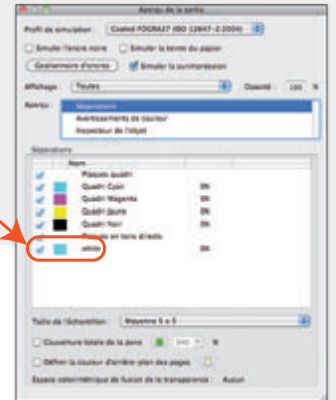 Aperçu de la sortie
Profil de simulation : Coated FOGRA27 (ISO 12647-2:2004)
Simuler l'encre noire Simuler la teinte du papier
Gestionnaire d'encres Simuler la surimpression
Affichage : Toutes Opacité : 100 %
Aperçu : Séparations
Avertissements de couleur
Inspecteur de l'objet
Séparations
Nom
Plaques quadri
Quadri Cyan 0%
Quadri Magenta 0%
Quadri Jaune 0%
Quadri Noir 0%
Plaques en tons directs
white 0%
Taille de l'échantillon : Moyenne 5 x 5
Couverture totale de la zone %
Définir la couleur d'arrière-plan des pages
Espace colorimétrique de fusion de la transparence : Aucun